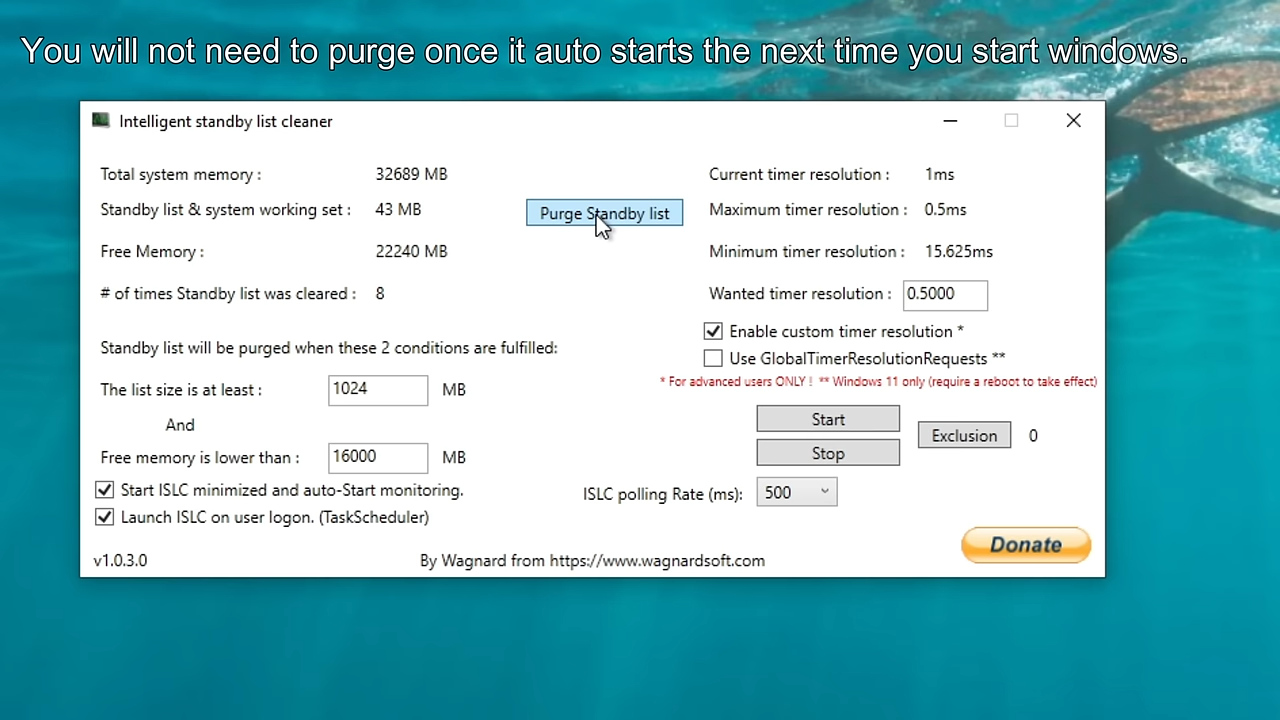 You will not need to purge once it auto starts the next time you start windows.
Intelligent standby list cleaner
Total system memory : 32689 MB
Current timer resolution : 1ms
Standby list & system working set : 43 MB
Purge Standby list
Maximum timer resolution : 0.5ms
Free Memory : 22240 MB
Minimum timer resolution : 15.625ms
# of times Standby list was cleared : 8
Wanted timer resolution : 0.5000
Enable custom timer resolution *
Standby list will be purged when these 2 conditions are fulfilled:
Use GlobalTimerResolutionRequests **
* For advanced users ONLY ! ** Windows 11 only (require a reboot to take effect)
The list size is at least : 1024 MB
Start
And
Exclusion 0
Stop
Free memory is lower than : 16000 MB
Start ISLC minimized and auto-Start monitoring.
ISLC polling Rate (ms): 500
Launch ISLC on user logon. (TaskScheduler)
Donate
v1.0.3.0
By Wagnard from https://www.wagnardsoft.com